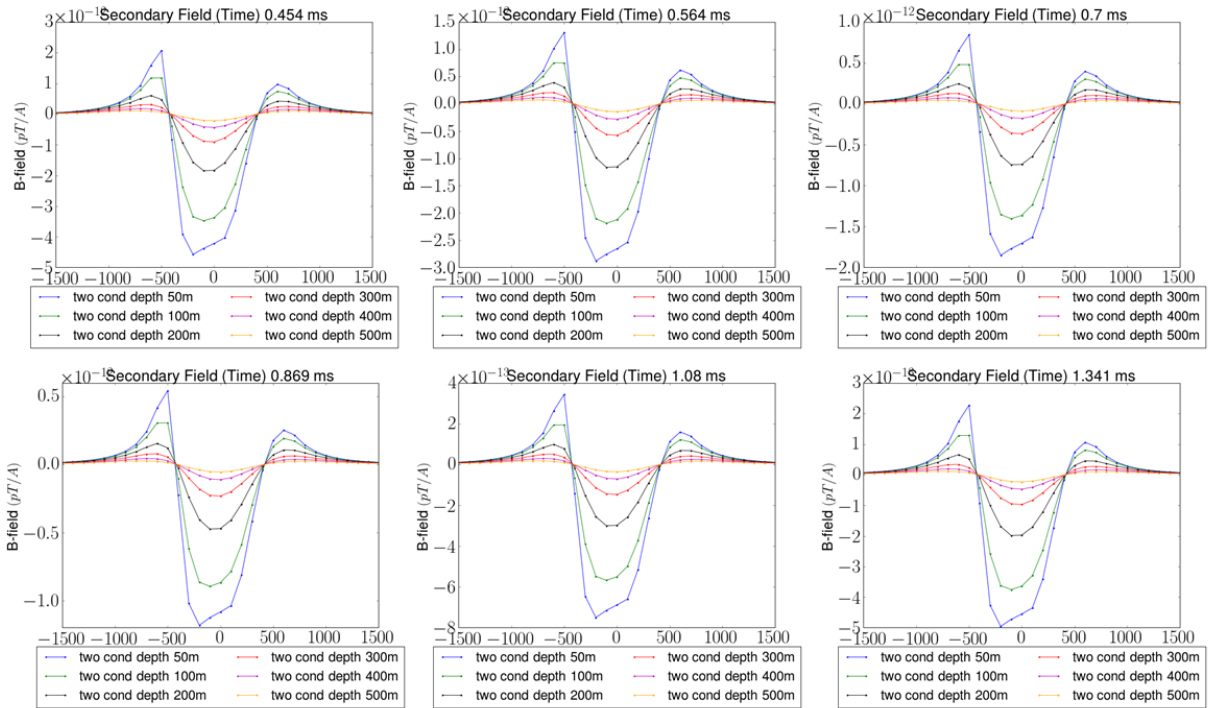 Secondary Field (Time) 0.454 ms
3
2
1
0
−1
−2
−3
−4
−5
B-field (pT/A)
−1500 −1000 −500 0 500 1000 1500
two cond depth 50m two cond depth 300m
two cond depth 100m two cond depth 400m
two cond depth 200m two cond depth 500m
Secondary Field (Time) 0.564 ms
1.5
1.0
0.5
0.0
−0.5
−1.0
−1.5
−2.0
−2.5
−3.0
B-field (pT/A)
−1500 −1000 −500 0 500 1000 1500
two cond depth 50m two cond depth 300m
two cond depth 100m two cond depth 400m
two cond depth 200m two cond depth 500m
×10⁻¹² Secondary Field (Time) 0.7 ms
1.0
0.5
0.0
−0.5
−1.0
−1.5
−2.0
B-field (pT/A)
−1500 −1000 −500 0 500 1000 1500
two cond depth 50m two cond depth 300m
two cond depth 100m two cond depth 400m
two cond depth 200m two cond depth 500m
Secondary Field (Time) 0.869 ms
0.5
0.0
−0.5
−1.0
B-field (pT/A)
−1500 −1000 −500 0 500 1000 1500
two cond depth 50m two cond depth 300m
two cond depth 100m two cond depth 400m
two cond depth 200m two cond depth 500m
×10⁻¹³ Secondary Field (Time) 1.08 ms
4
2
0
−2
−4
−6
−8
B-field (pT/A)
−1500 −1000 −500 0 500 1000 1500
two cond depth 50m two cond depth 300m
two cond depth 100m two cond depth 400m
two cond depth 200m two cond depth 500m
Secondary Field (Time) 1.341 ms
3
2
1
0
−1
−2
−3
−4
−5
B-field (pT/A)
−1500 −1000 −500 0 500 1000 1500
two cond depth 50m two cond depth 300m
two cond depth 100m two cond depth 400m
two cond depth 200m two cond depth 500m